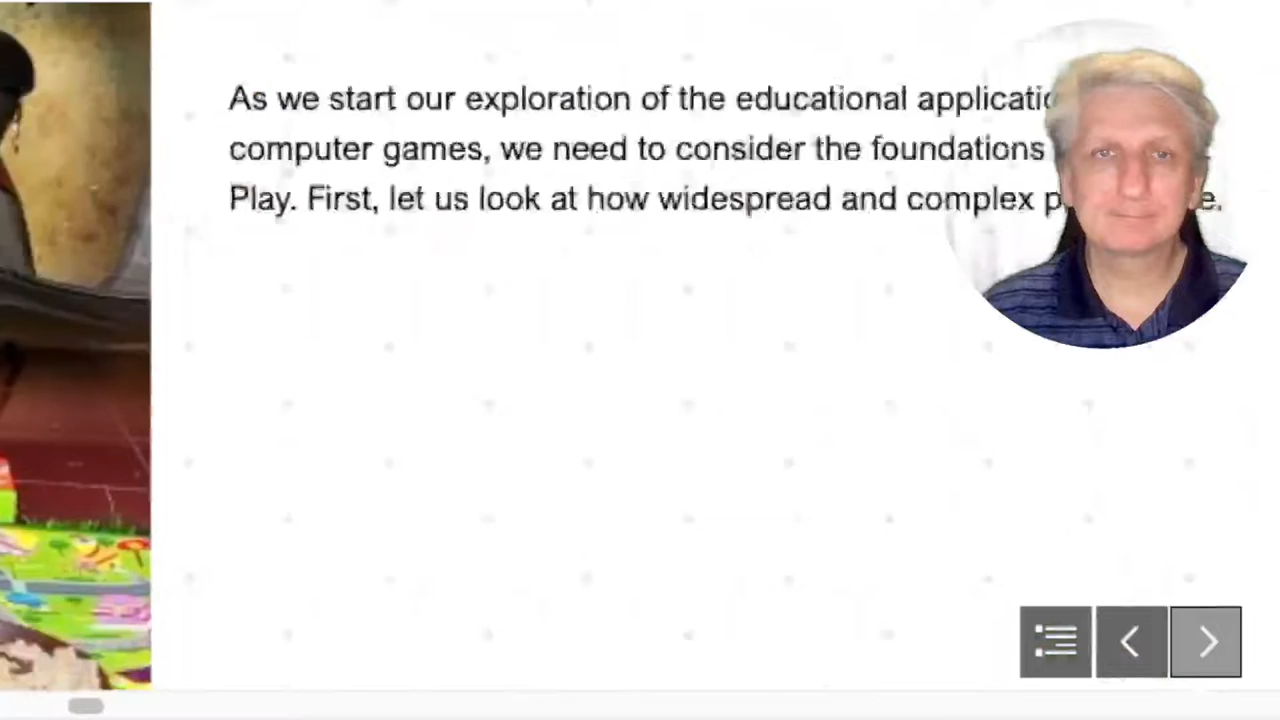 As we start our exploration of the educational
computer games, we need to consider the foundations
Play. First, let us look at how widespread and complex